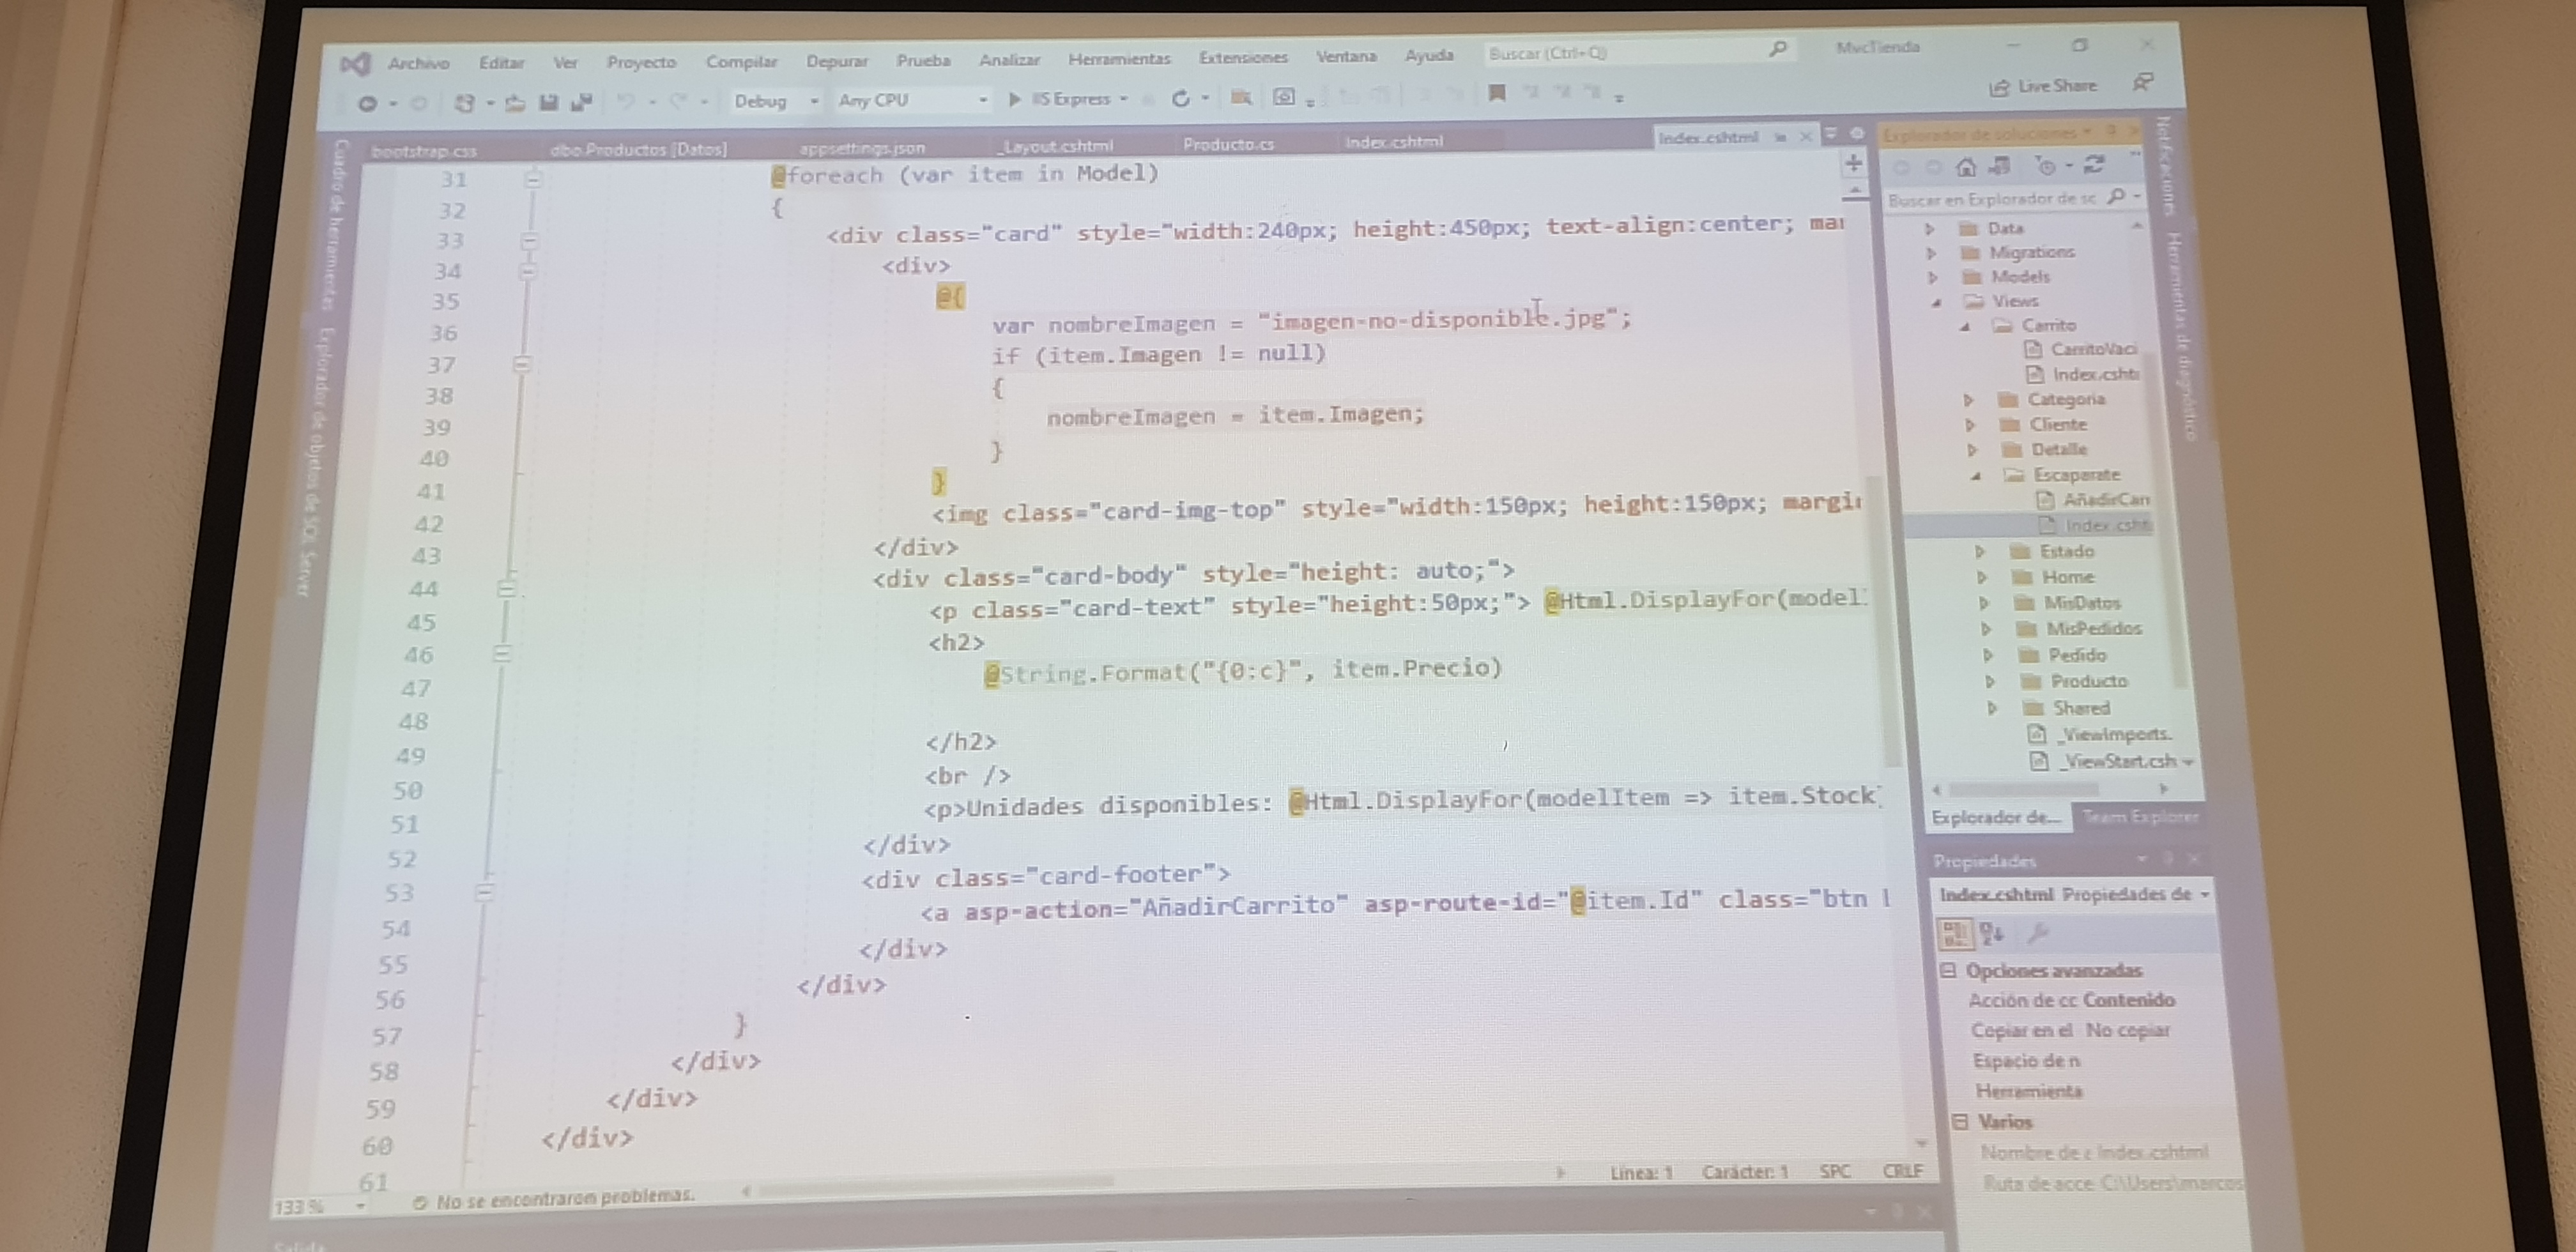 Archivo Editar Ver Proyecto Compilar Depurar Prueba Analizar Herramientas Extensiones Ventana Ayuda Buscar (Ctrl+Q) MvcTienda
Debug Any CPU IIS Express Live Share
bootstrap.css dbo.Productos [Datos] appsettings.json _Layout.cshtml Producto.cs Index.cshtml Index.cshtml
Cuadro de herramientas Explorador de objetos de SQL Server
31 @foreach (var item in Model)
32 {
33 <div class="card" style="width:240px; height:450px; text-align:center; mar
34 <div>
35 @{
36 var nombreImagen = "imagen-no-disponible.jpg";
37 if (item.Imagen != null)
38 {
39 nombreImagen = item.Imagen;
40 }
41 }
42 <img class="card-img-top" style="width:150px; height:150px; margin
43 </div>
44 <div class="card-body" style="height: auto;">
45 <p class="card-text" style="height:50px;"> @Html.DisplayFor(modelI
46 <h2>
47 @String.Format("{0:c}", item.Precio)
48
49 </h2>
50 <br />
51 <p>Unidades disponibles: @Html.DisplayFor(modelItem => item.Stock)
52 </div>
53 <div class="card-footer">
54 <a asp-action="AñadirCarrito" asp-route-id="@item.Id" class="btn b
55 </div>
56 </div>
57 }
58 </div>
59 </div>
60 </div>
61
133 % No se encontraron problemas. Línea: 1 Carácter: 1 SPC CRLF
Salida
Explorador de soluciones
Buscar en Explorador de sc
Data
Migrations
Models
Views
Carrito
CarritoVaci
Index.csht
Categoria
Cliente
Detalle
Escaparate
AñadirCarr
Index.csht
Estado
Home
MisDatos
MisPedidos
Pedido
Producto
Shared
_ViewImports.
_ViewStart.csh
Explorador de... Team Explorer
Propiedades
Index.cshtml Propiedades de
Opciones avanzadas
Acción de cc Contenido
Copiar en el No copiar
Espacio de n
Herramienta
Varios
Nombre de a Index.cshtml
Ruta de acce C:\Users\marcos
Notificaciones Herramientas de diagnóstico